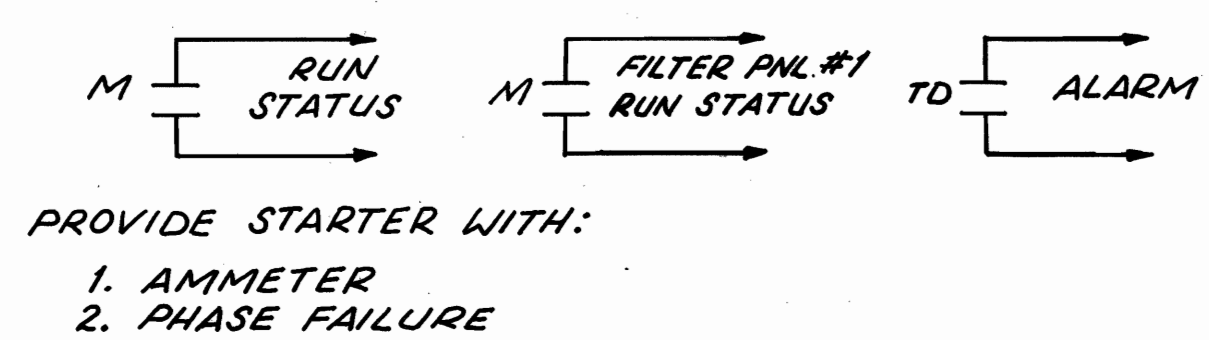 M RUN STATUS
M FILTER PNL. #1 RUN STATUS
TD ALARM
PROVIDE STARTER WITH:
1. AMMETER
2. PHASE FAILURE